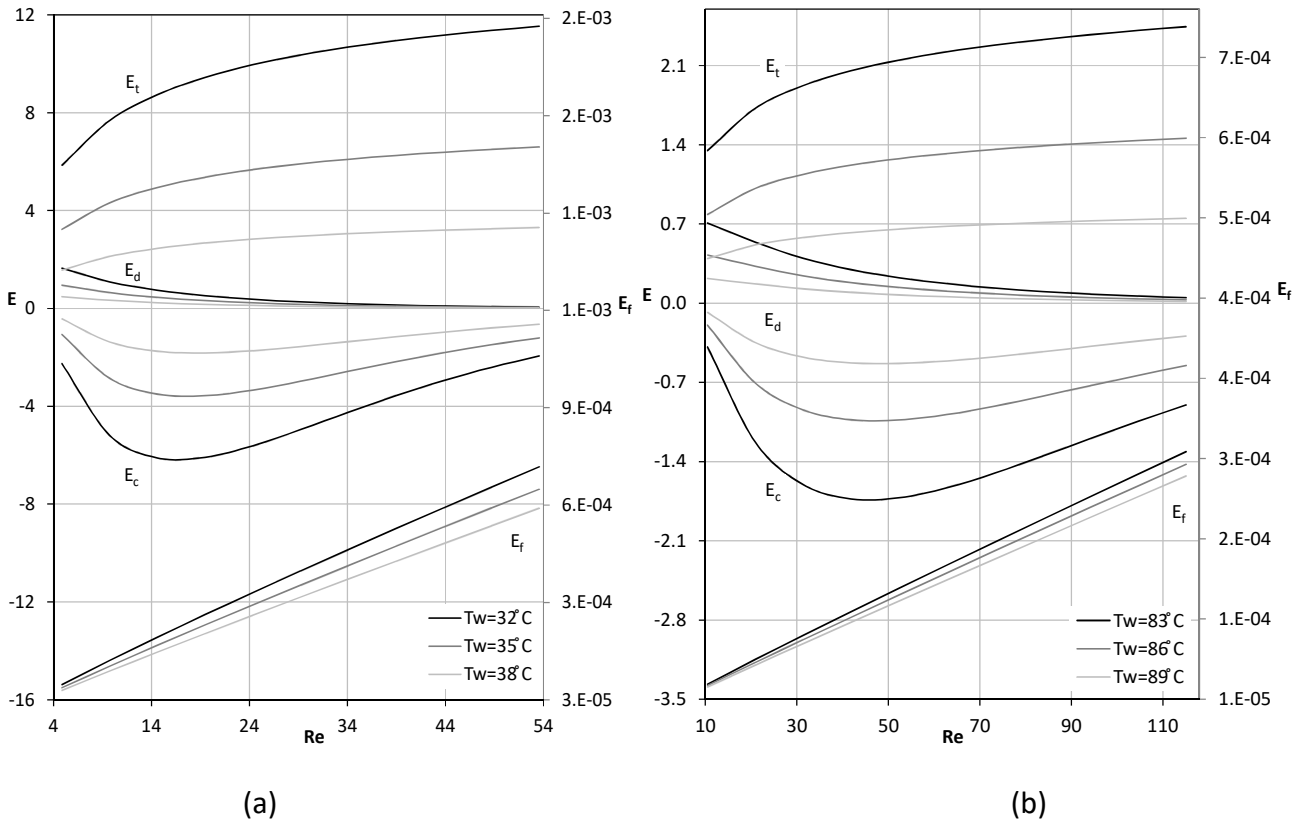 12
8
4
0
-4
-8
-12
-16
E
2.E-03
2.E-03
1.E-03
1.E-03
9.E-04
6.E-04
3.E-04
3.E-05
E_f
E_t
E_d
E_c
E_f
Tw=32°C
Tw=35°C
Tw=38°C
4 14 24 34 44 54
Re
(a)
2.1
1.4
0.7
0.0
-0.7
-1.4
-2.1
-2.8
-3.5
E
7.E-04
6.E-04
5.E-04
4.E-04
4.E-04
3.E-04
2.E-04
1.E-04
1.E-05
E_f
E_t
E_d
E_c
E_f
Tw=83°C
Tw=86°C
Tw=89°C
10 30 50 70 90 110
Re
(b)